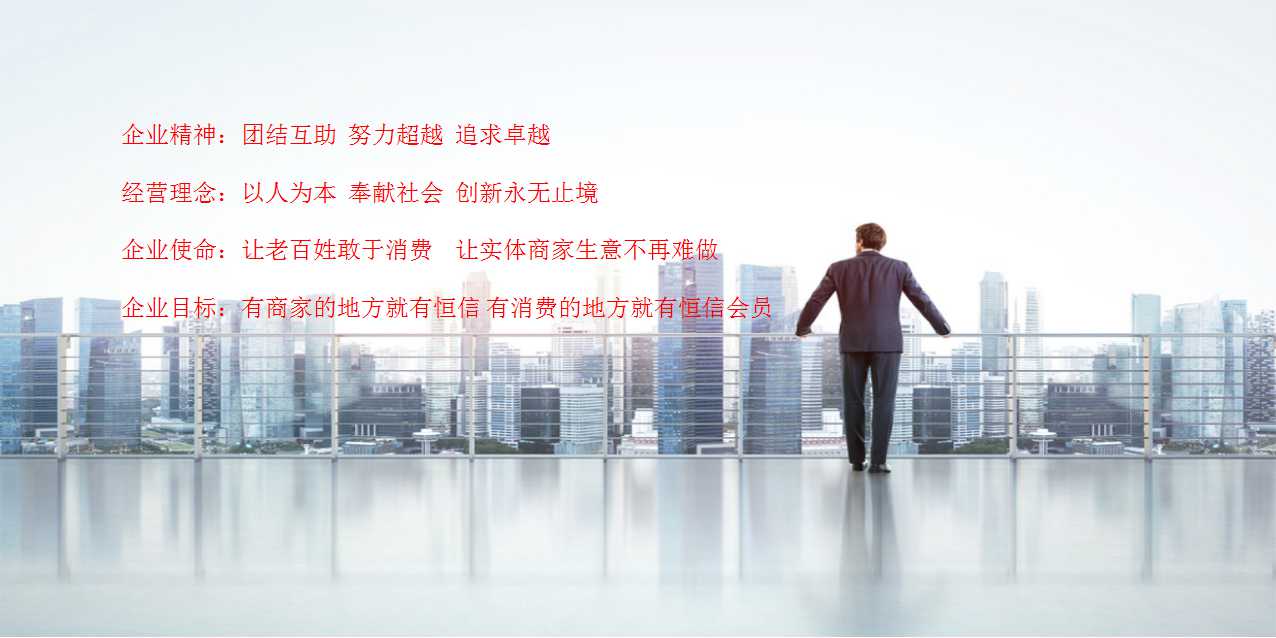 企业精神：团结互助 努力超越 追求卓越
经营理念：以人为本 奉献社会 创新永无止境
企业使命：让老百姓敢于消费  让实体商家生意不再难做
企业目标：有商家的地方就有恒信 有消费的地方就有恒信会员